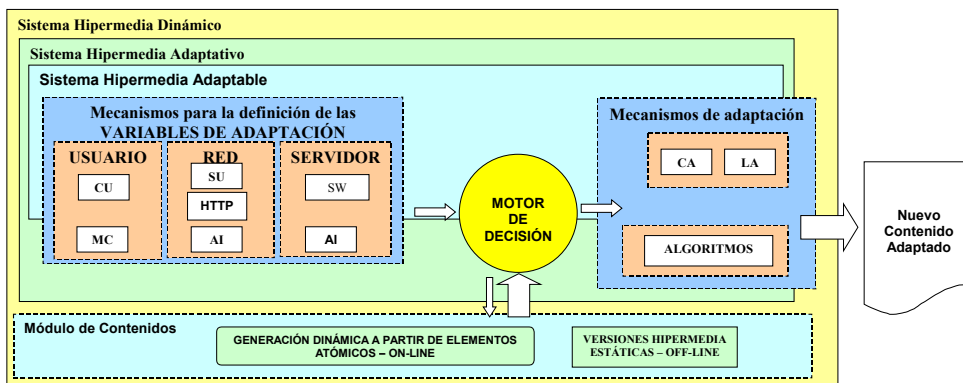 Sistema Hipermedia Dinámico
Sistema Hipermedia Adaptativo
Sistema Hipermedia Adaptable
Mecanismos para la definición de las
VARIABLES DE ADAPTACIÓN
USUARIO
CU
MC
RED
SU
HTTP
AI
SERVIDOR
SW
AI
MOTOR
DE
DECISIÓN
Mecanismos de adaptación
CA
LA
ALGORITMOS
Nuevo
Contenido
Adaptado
Módulo de Contenidos
GENERACIÓN DINÁMICA A PARTIR DE ELEMENTOS
ATÓMICOS – ON-LINE
VERSIONES HIPERMEDIA
ESTÁTICAS – OFF-LINE